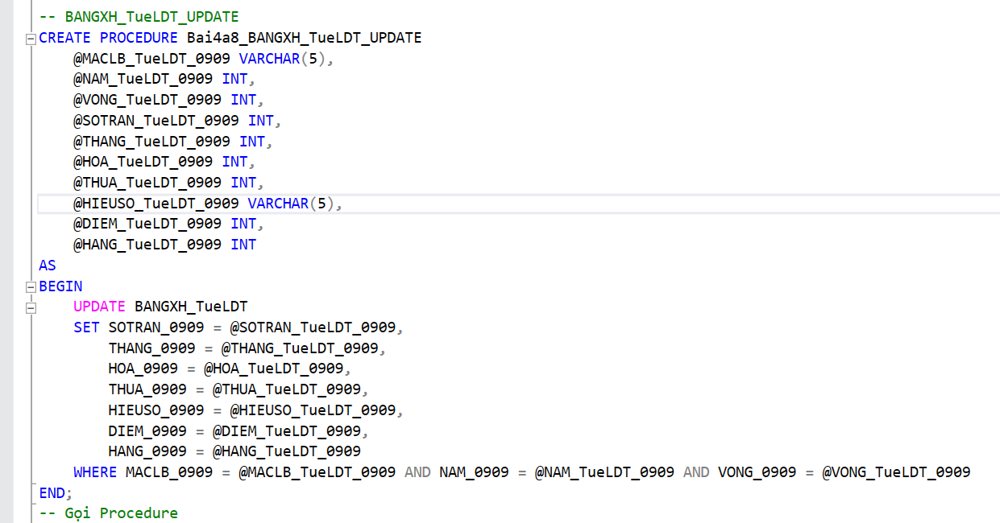 -- BANGXH_TueLDT_UPDATE
CREATE PROCEDURE Bai4a8_BANGXH_TueLDT_UPDATE
    @MACLB_TueLDT_0909 VARCHAR(5),
    @NAM_TueLDT_0909 INT,
    @VONG_TueLDT_0909 INT,
    @SOTRAN_TueLDT_0909 INT,
    @THANG_TueLDT_0909 INT,
    @HOA_TueLDT_0909 INT,
    @THUA_TueLDT_0909 INT,
    @HIEUSO_TueLDT_0909 VARCHAR(5),
    @DIEM_TueLDT_0909 INT,
    @HANG_TueLDT_0909 INT
AS
BEGIN
    UPDATE BANGXH_TueLDT
    SET SOTRAN_0909 = @SOTRAN_TueLDT_0909,
        THANG_0909 = @THANG_TueLDT_0909,
        HOA_0909 = @HOA_TueLDT_0909,
        THUA_0909 = @THUA_TueLDT_0909,
        HIEUSO_0909 = @HIEUSO_TueLDT_0909,
        DIEM_0909 = @DIEM_TueLDT_0909,
        HANG_0909 = @HANG_TueLDT_0909
    WHERE MACLB_0909 = @MACLB_TueLDT_0909 AND NAM_0909 = @NAM_TueLDT_0909 AND VONG_0909 = @VONG_TueLDT_0909
END;
-- Gọi Procedure